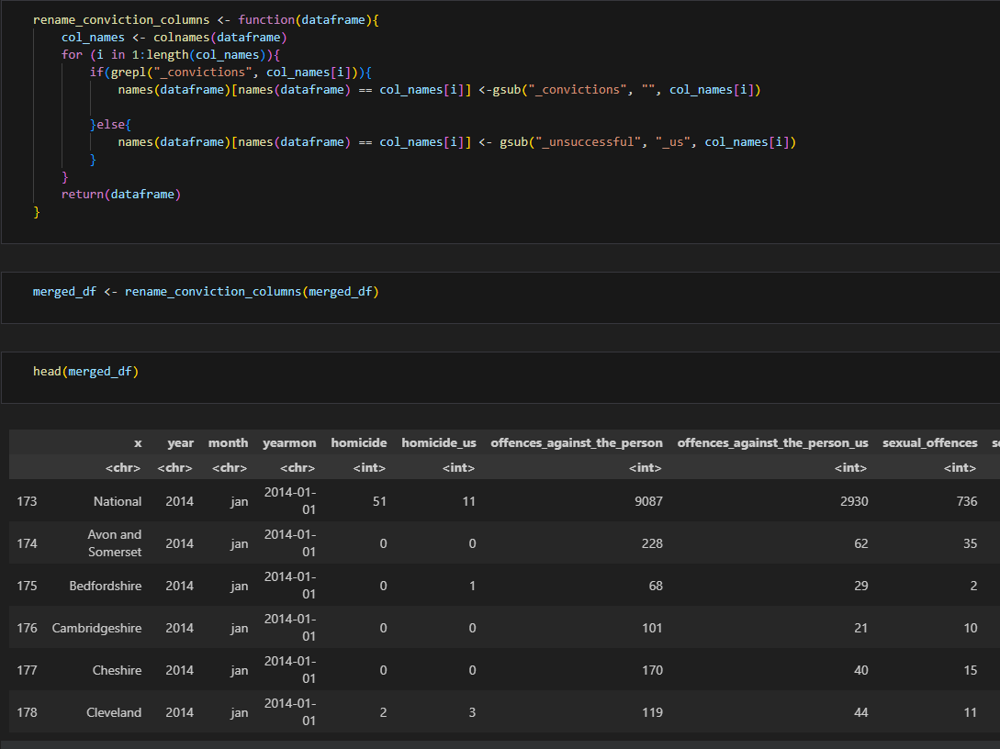 rename_conviction_columns <- function(dataframe){
    col_names <- colnames(dataframe)
    for (i in 1:length(col_names)){
        if(grepl("_convictions", col_names[i])){
            names(dataframe)[names(dataframe) == col_names[i]] <-gsub("_convictions", "", col_names[i])
        }else{
            names(dataframe)[names(dataframe) == col_names[i]] <- gsub("_unsuccessful", "_us", col_names[i])
        }
    }
    return(dataframe)
}
merged_df <- rename_conviction_columns(merged_df)
head(merged_df)
x year month yearmon homicide homicide_us offences_against_the_person offences_against_the_person_us sexual_offences
<chr> <chr> <chr> <chr> <int> <int> <int> <int> <int>
173 National 2014 jan 2014-01-01 51 11 9087 2930 736
174 Avon and Somerset 2014 jan 2014-01-01 0 0 228 62 35
175 Bedfordshire 2014 jan 2014-01-01 0 1 68 29 2
176 Cambridgeshire 2014 jan 2014-01-01 0 0 101 21 10
177 Cheshire 2014 jan 2014-01-01 0 0 170 40 15
178 Cleveland 2014 jan 2014-01-01 2 3 119 44 11